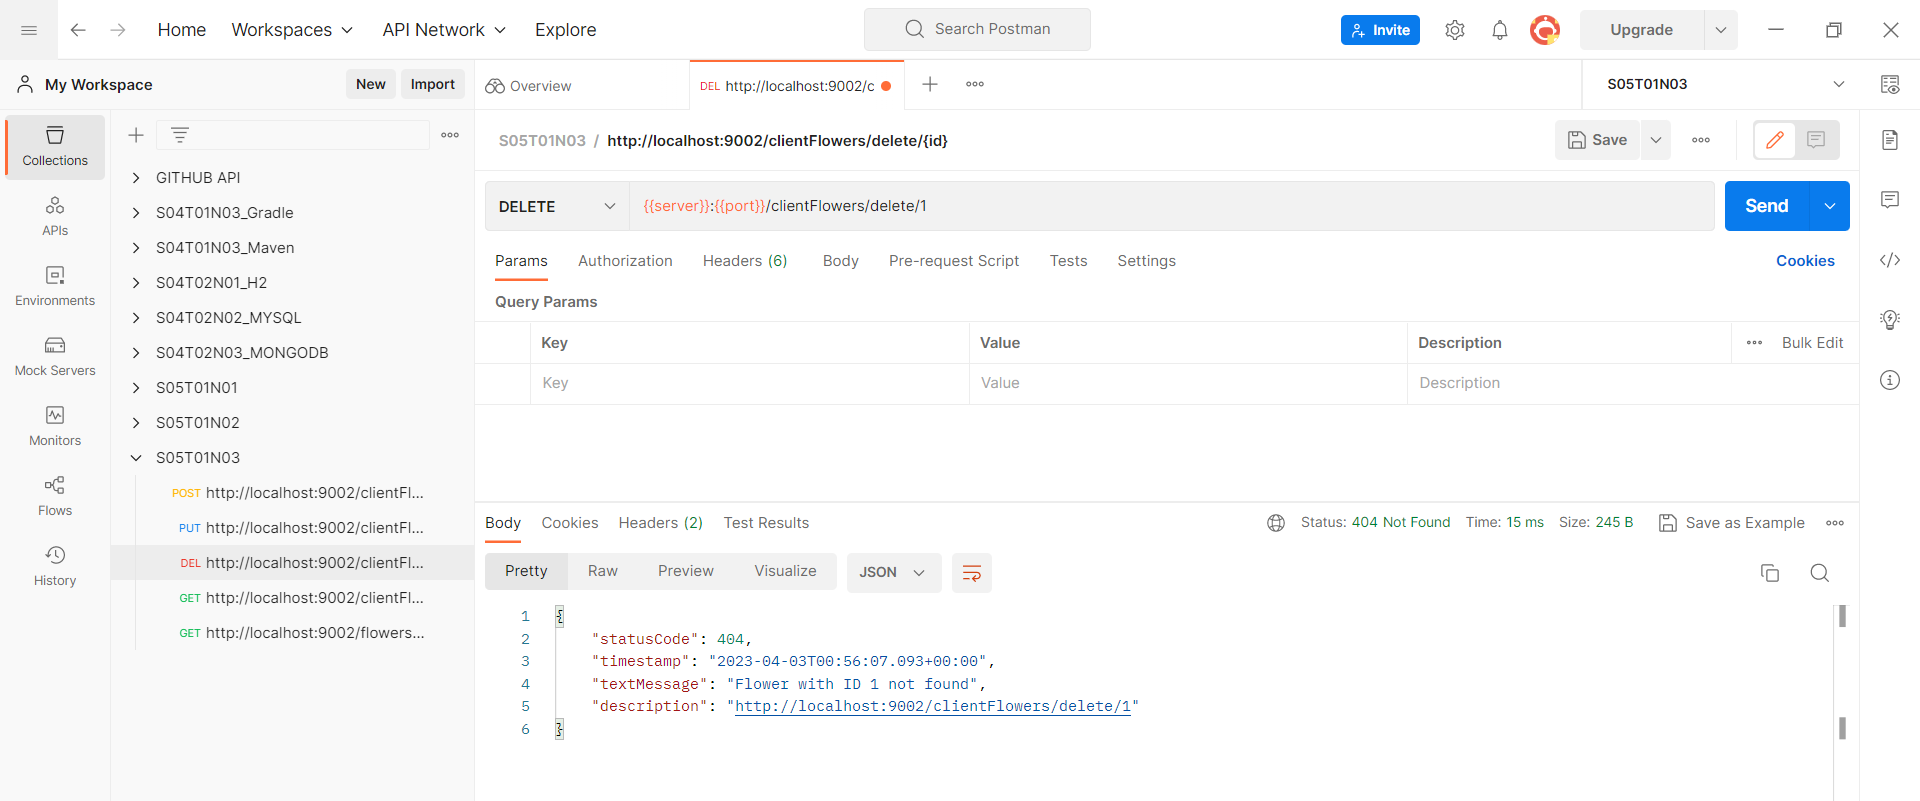 Home Workspaces API Network Explore Search Postman Invite Upgrade
My Workspace New Import
Overview DEL http://localhost:9002/c S05T01N03
Collections
APIs
Environments
Mock Servers
Monitors
Flows
History
GITHUB API
S04T01N03_Gradle
S04T01N03_Maven
S04T02N01_H2
S04T02N02_MYSQL
S04T02N03_MONGODB
S05T01N01
S05T01N02
S05T01N03
POST http://localhost:9002/clientFl...
PUT http://localhost:9002/clientFl...
DEL http://localhost:9002/clientFl...
GET http://localhost:9002/clientFl...
GET http://localhost:9002/flowers...
S05T01N03 / http://localhost:9002/clientFlowers/delete/{id} Save
DELETE {{server}}:{{port}}/clientFlowers/delete/1 Send
Params Authorization Headers (6) Body Pre-request Script Tests Settings Cookies
Query Params
Key Value Description Bulk Edit
Key Value Description
Body Cookies Headers (2) Test Results Status: 404 Not Found Time: 15 ms Size: 245 B Save as Example
Pretty Raw Preview Visualize JSON
1 {
2 "statusCode": 404,
3 "timestamp": "2023-04-03T00:56:07.093+00:00",
4 "textMessage": "Flower with ID 1 not found",
5 "description": "http://localhost:9002/clientFlowers/delete/1"
6 }